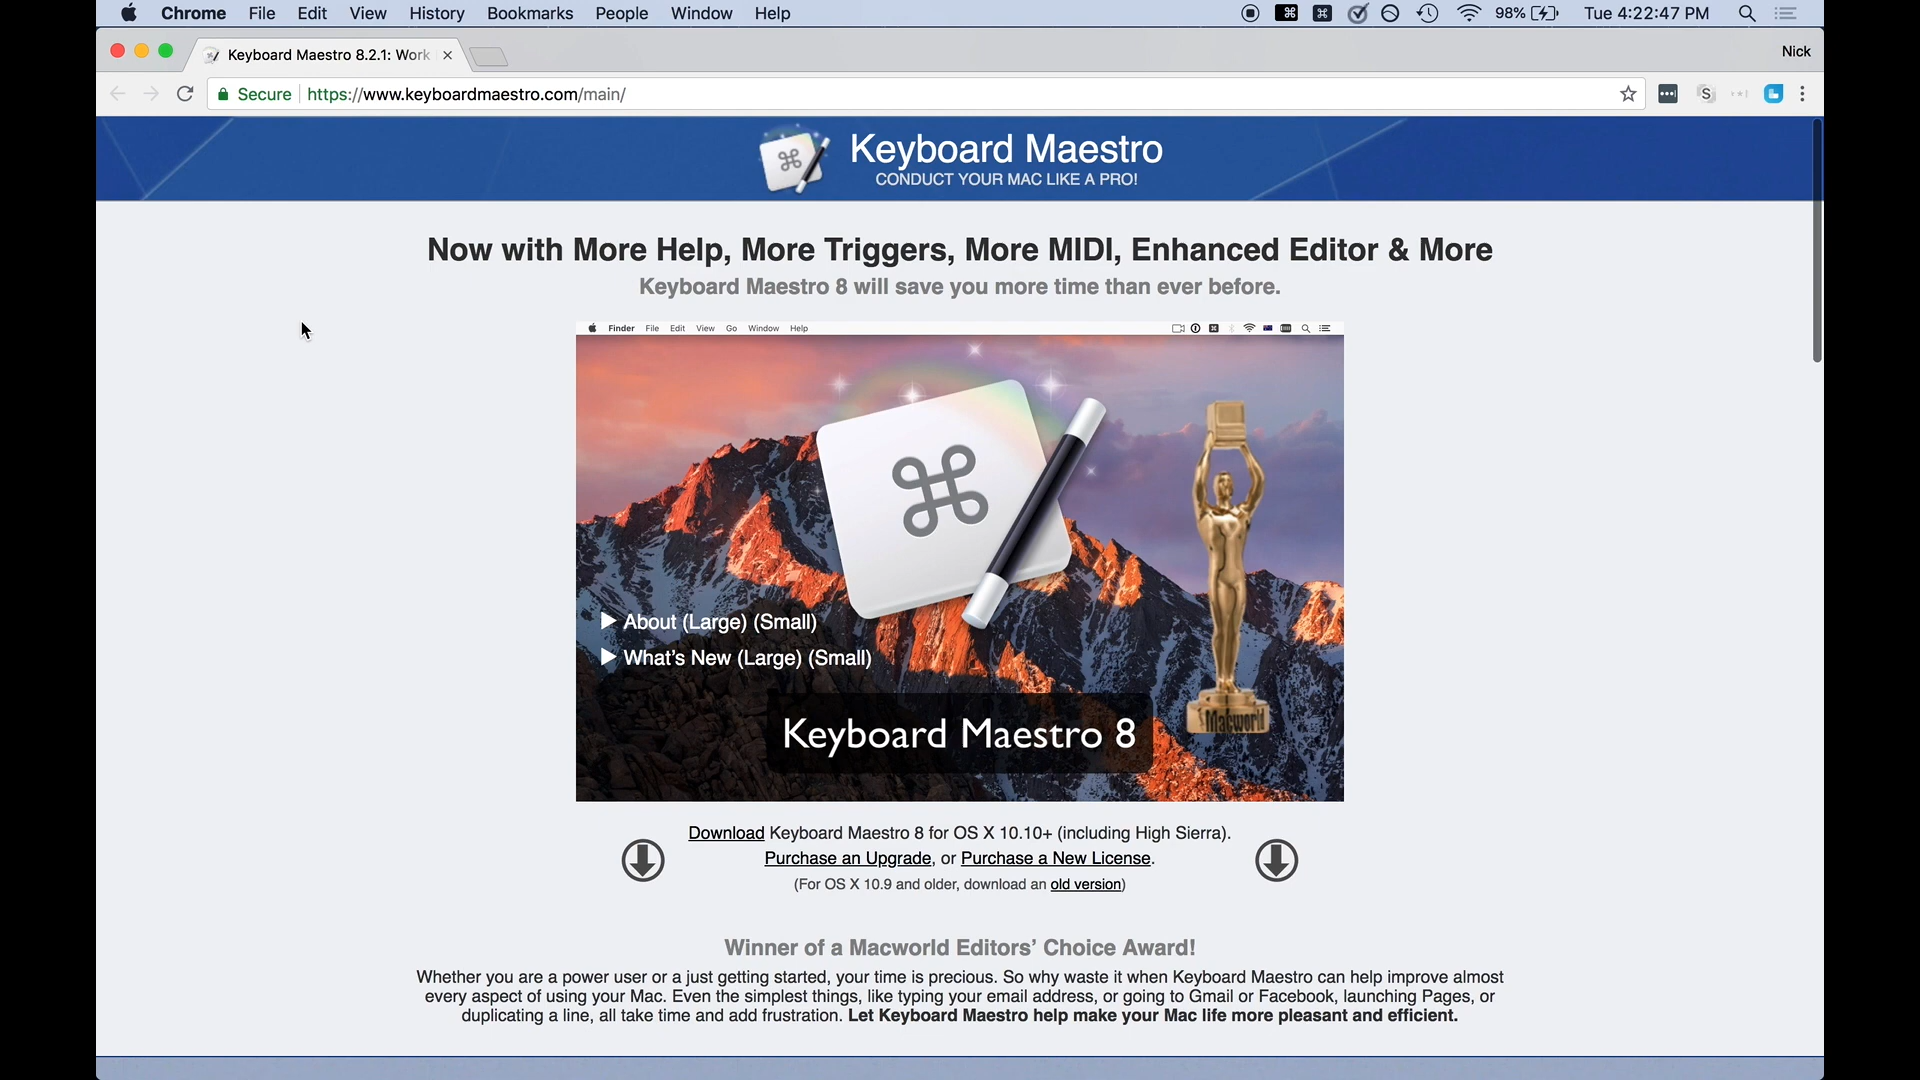 Chrome File Edit View History Bookmarks People Window Help 98% Tue 4:22:47 PM
Keyboard Maestro 8.2.1: Work
Nick
Secure https://www.keyboardmaestro.com/main/
Keyboard Maestro
CONDUCT YOUR MAC LIKE A PRO!
Now with More Help, More Triggers, More MIDI, Enhanced Editor & More
Keyboard Maestro 8 will save you more time than ever before.
Finder File Edit View Go Window Help
▶ About (Large) (Small)
▶ What's New (Large) (Small)
Macworld
Keyboard Maestro 8
Download Keyboard Maestro 8 for OS X 10.10+ (including High Sierra).
Purchase an Upgrade, or Purchase a New License.
(For OS X 10.9 and older, download an old version)
Winner of a Macworld Editors' Choice Award!
Whether you are a power user or a just getting started, your time is precious. So why waste it when Keyboard Maestro can help improve almost
every aspect of using your Mac. Even the simplest things, like typing your email address, or going to Gmail or Facebook, launching Pages, or
duplicating a line, all take time and add frustration. Let Keyboard Maestro help make your Mac life more pleasant and efficient.